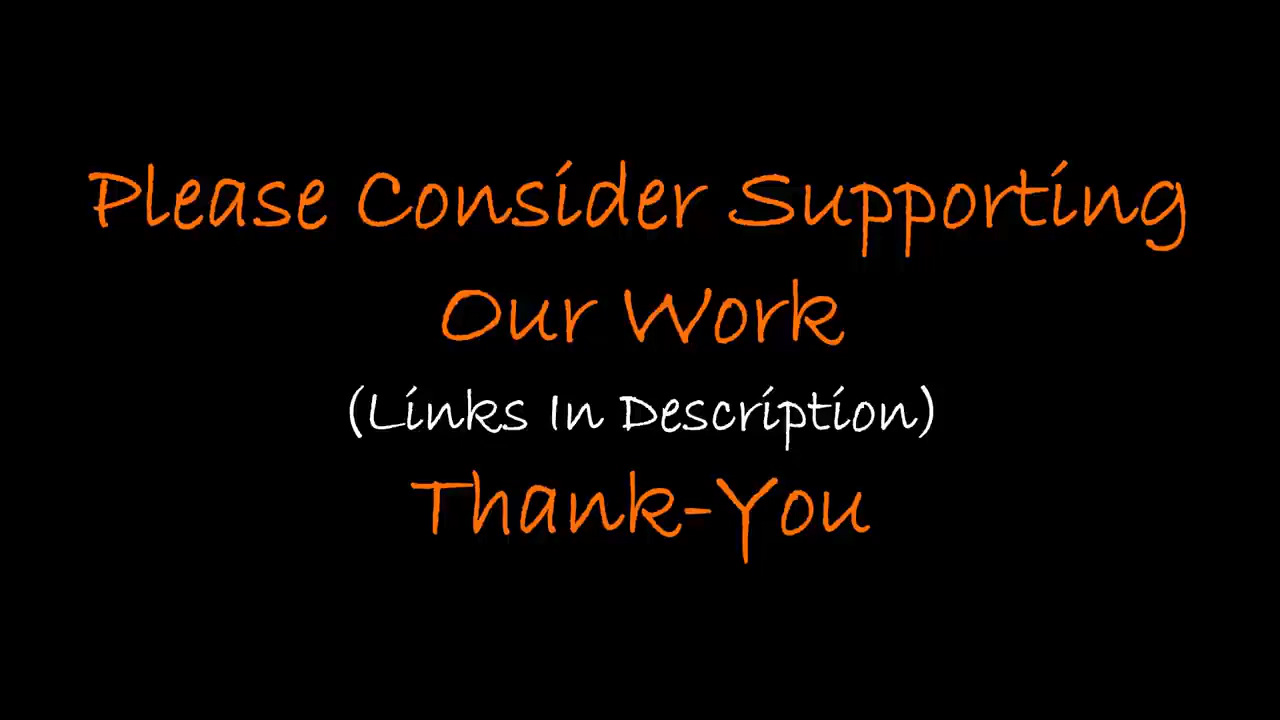 Please Consider Supporting
Our Work
(Links In Description)
Thank-You